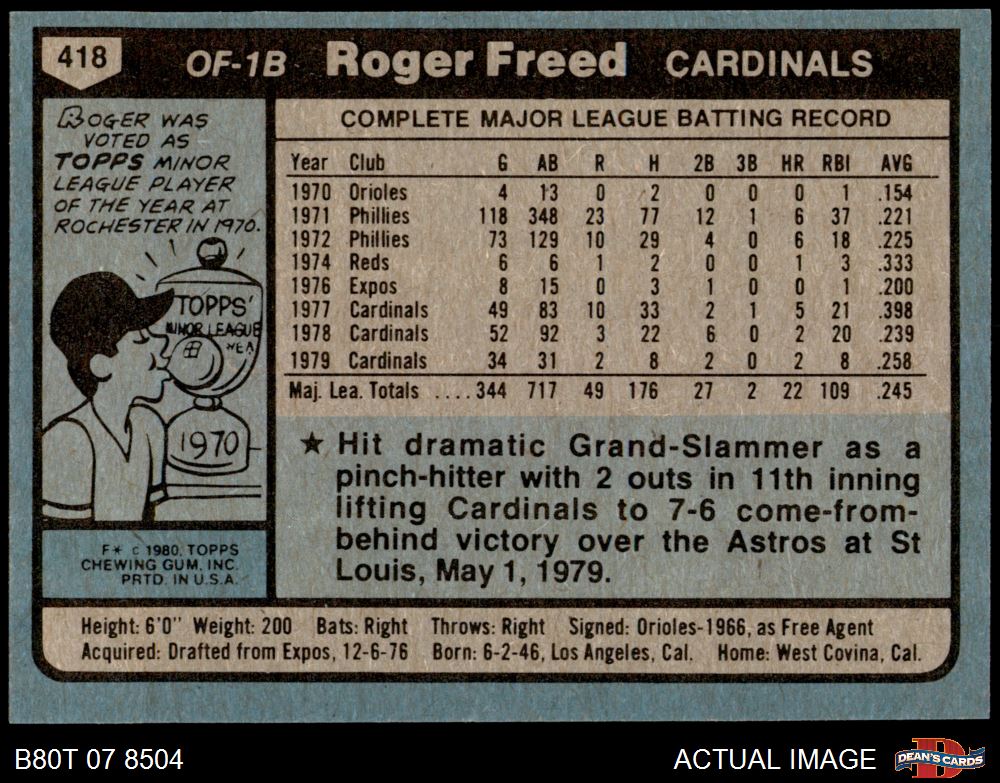 418 OF-1B Roger Freed CARDINALS
ROGER WAS
VOTED AS
TOPPS MINOR
LEAGUE PLAYER
OF THE YEAR AT
ROCHESTER IN 1970.
TOPPS'
MINOR LEAGUE
1970
F* © 1980 TOPPS
CHEWING GUM, INC.
PRTD. IN U.S.A.
COMPLETE MAJOR LEAGUE BATTING RECORD
Year Club G AB R H 2B 3B HR RBI AVG
1970 Orioles 4 13 0 2 0 0 0 1 .154
1971 Phillies 118 348 23 77 12 1 6 37 .221
1972 Phillies 73 129 10 29 4 0 6 18 .225
1974 Reds 6 6 1 2 0 0 1 3 .333
1976 Expos 8 15 0 3 1 0 0 1 .200
1977 Cardinals 49 83 10 33 2 1 5 21 .398
1978 Cardinals 52 92 3 22 6 0 2 20 .239
1979 Cardinals 34 31 2 8 2 0 2 8 .258
Maj. Lea. Totals ....344 717 49 176 27 2 22 109 .245
★ Hit dramatic Grand-Slammer as a
pinch-hitter with 2 outs in 11th inning
lifting Cardinals to 7-6 come-from-
behind victory over the Astros at St
Louis, May 1, 1979.
Height: 6'0" Weight: 200 Bats: Right Throws: Right Signed: Orioles-1966, as Free Agent
Acquired: Drafted from Expos, 12-6-76 Born: 6-2-46, Los Angeles, Cal. Home: West Covina, Cal.
B80T 07 8504 ACTUAL IMAGE DEAN'S CARDS